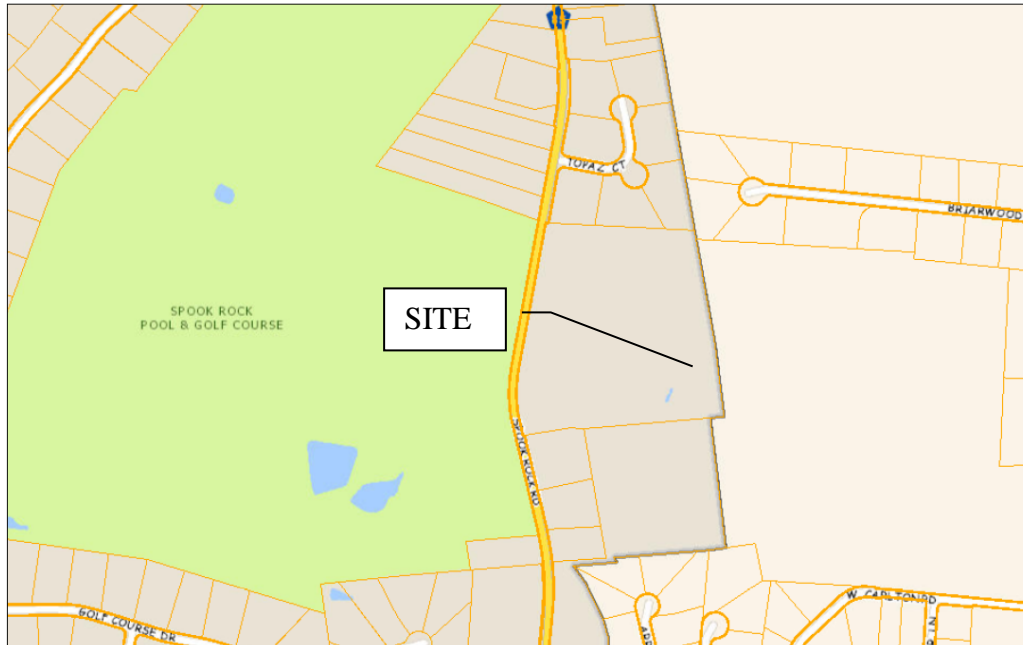 TOPAZ CT
BRIARWOOD
SPOOK ROCK
POOL & GOLF COURSE
SITE
SPOOK ROCK RD
GOLF COURSE DR
W CARLTON RD